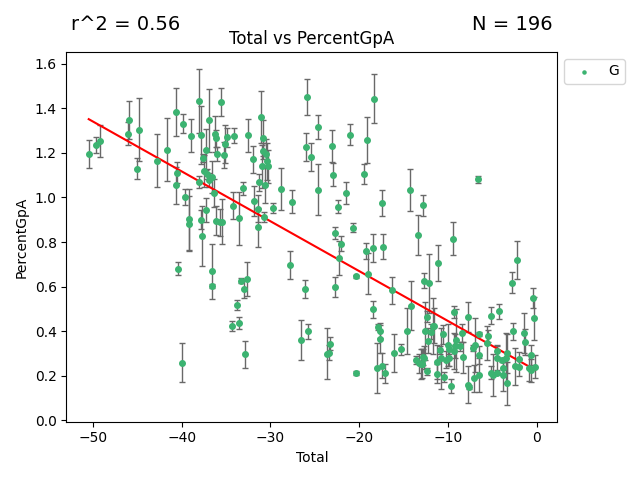 r^2 = 0.56
N = 196
Total vs PercentGpA
G
PercentGpA
1.6
1.4
1.2
1.0
0.8
0.6
0.4
0.2
0.0
−50
−40
−30
−20
−10
0
Total